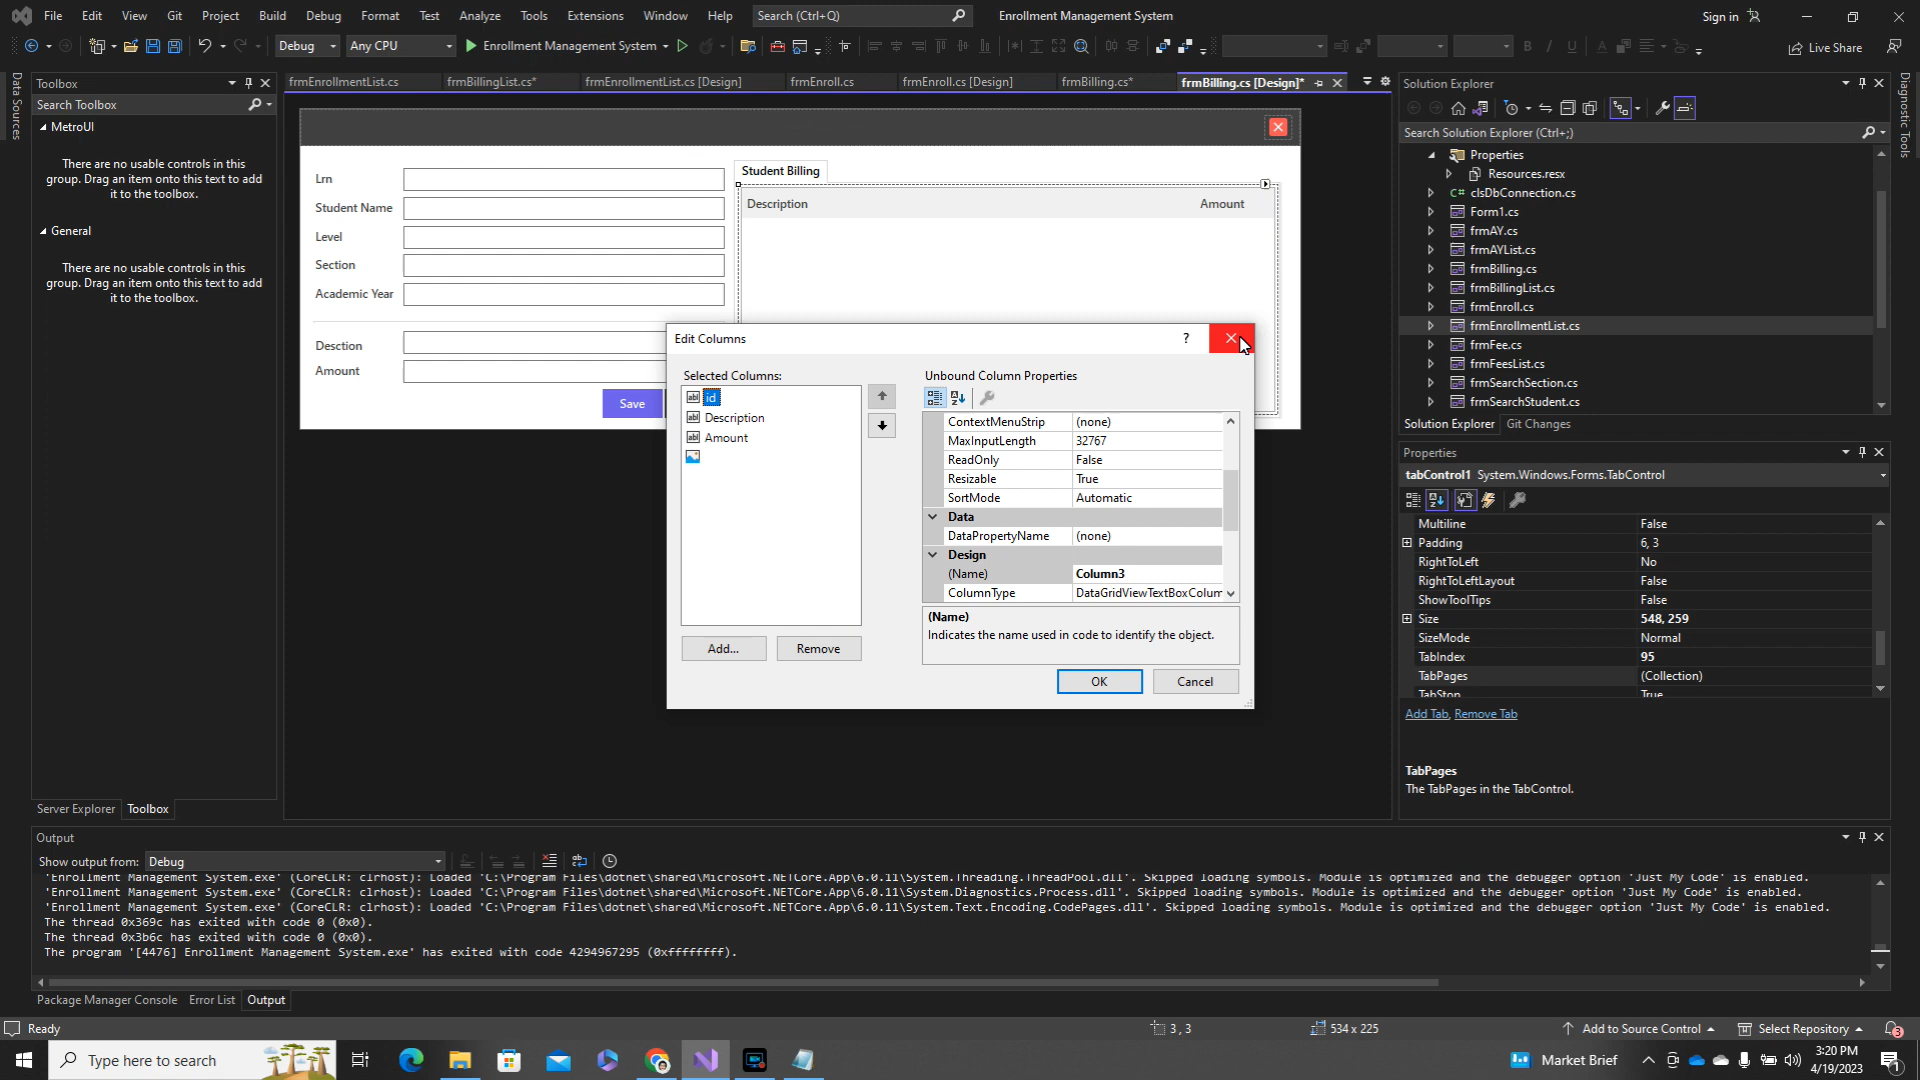 File Edit View Git Project Build Debug Format Test Analyze Tools Extensions Window Help Search (Ctrl+Q) Enrollment Management System Sign in
Debug Any CPU Enrollment Management System Live Share
Data Sources
Toolbox
Search Toolbox
MetroUI
There are no usable controls in this
group. Drag an item onto this text to add
it to the toolbox.
General
There are no usable controls in this
group. Drag an item onto this text to add
it to the toolbox.
Server Explorer Toolbox
frmEnrollmentList.cs frmBillingList.cs* frmEnrollmentList.cs [Design] frmEnroll.cs frmEnroll.cs [Design] frmBilling.cs* frmBilling.cs [Design]*
Lrn
Student Name
Level
Section
Academic Year
Desction
Amount
Save
Student Billing
Description Amount
Edit Columns ?
Selected Columns:
id
Description
Amount
Add... Remove
Unbound Column Properties
ContextMenuStrip (none)
MaxInputLength 32767
ReadOnly False
Resizable True
SortMode Automatic
Data
DataPropertyName (none)
Design
(Name) Column3
ColumnType DataGridViewTextBoxColum
(Name)
Indicates the name used in code to identify the object.
OK Cancel
Solution Explorer
Search Solution Explorer (Ctrl+;)
Properties
Resources.resx
C# clsDbConnection.cs
Form1.cs
frmAY.cs
frmAYList.cs
frmBilling.cs
frmBillingList.cs
frmEnroll.cs
frmEnrollmentList.cs
frmFee.cs
frmFeesList.cs
frmSearchSection.cs
frmSearchStudent.cs
Solution Explorer Git Changes
Diagnostic Tools
Properties
tabControl1 System.Windows.Forms.TabControl
Multiline False
Padding 6, 3
RightToLeft No
RightToLeftLayout False
ShowToolTips False
Size 548, 259
SizeMode Normal
TabIndex 95
TabPages (Collection)
TabStop True
Add Tab, Remove Tab
TabPages
The TabPages in the TabControl.
Output
Show output from: Debug
'Enrollment Management System.exe' (CoreCLR: clrhost): Loaded 'C:\Program Files\dotnet\shared\Microsoft.NETCore.App\6.0.11\System.Threading.ThreadPool.dll'. Skipped loading symbols. Module is optimized and the debugger option 'Just My Code' is enabled.
'Enrollment Management System.exe' (CoreCLR: clrhost): Loaded 'C:\Program Files\dotnet\shared\Microsoft.NETCore.App\6.0.11\System.Diagnostics.Process.dll'. Skipped loading symbols. Module is optimized and the debugger option 'Just My Code' is enabled.
'Enrollment Management System.exe' (CoreCLR: clrhost): Loaded 'C:\Program Files\dotnet\shared\Microsoft.NETCore.App\6.0.11\System.Text.Encoding.CodePages.dll'. Skipped loading symbols. Module is optimized and the debugger option 'Just My Code' is enabled.
The thread 0x369c has exited with code 0 (0x0).
The thread 0x3b6c has exited with code 0 (0x0).
The program '[4476] Enrollment Management System.exe' has exited with code 4294967295 (0xffffffff).
Package Manager Console Error List Output
Ready 3 , 3 534 x 225 Add to Source Control Select Repository 3
Type here to search Market Brief 3:20 PM
4/19/2023 1